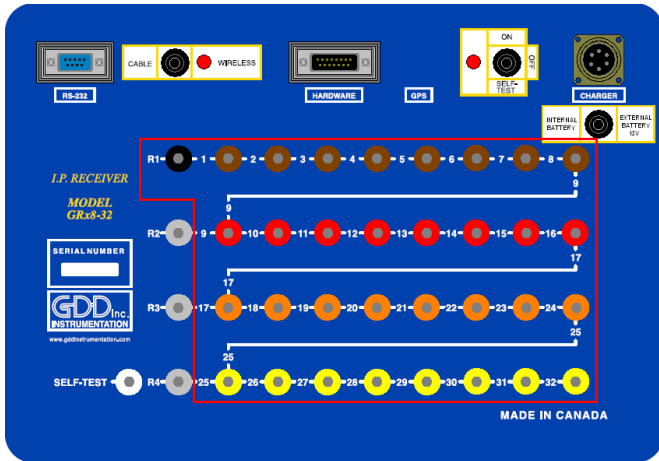 ON
OFF
CABLE
WIRELESS
SELF-
TEST
RS-232
HARDWARE
GPS
CHARGER
INTERNAL
BATTERY
EXTERNAL
BATTERY
12V
R1 1 2 3 4 5 6 7 8
9
I.P. RECEIVER
MODEL
GRx8-32
9
R2 9 10 11 12 13 14 15 16
17
SERIAL NUMBER
17
R3 17 18 19 20 21 22 23 24
GDD Inc.
INSTRUMENTATION
25
www.gddinstrumentation.com
25
SELF-TEST R4 25 26 27 28 29 30 31 32
MADE IN CANADA